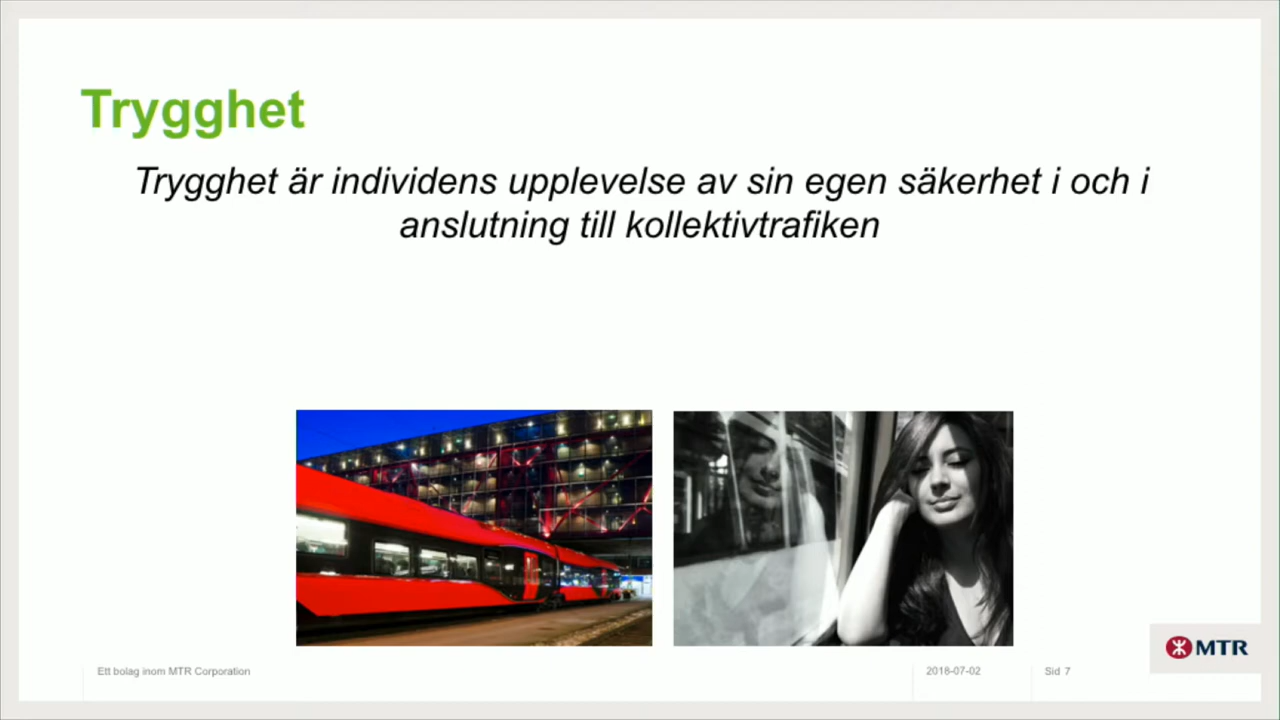 Trygghet
Trygghet är individens upplevelse av sin egen säkerhet i och i
anslutning till kollektivtrafiken
Ett bolag inom MTR Corporation
2018-07-02
Sid 7
MTR